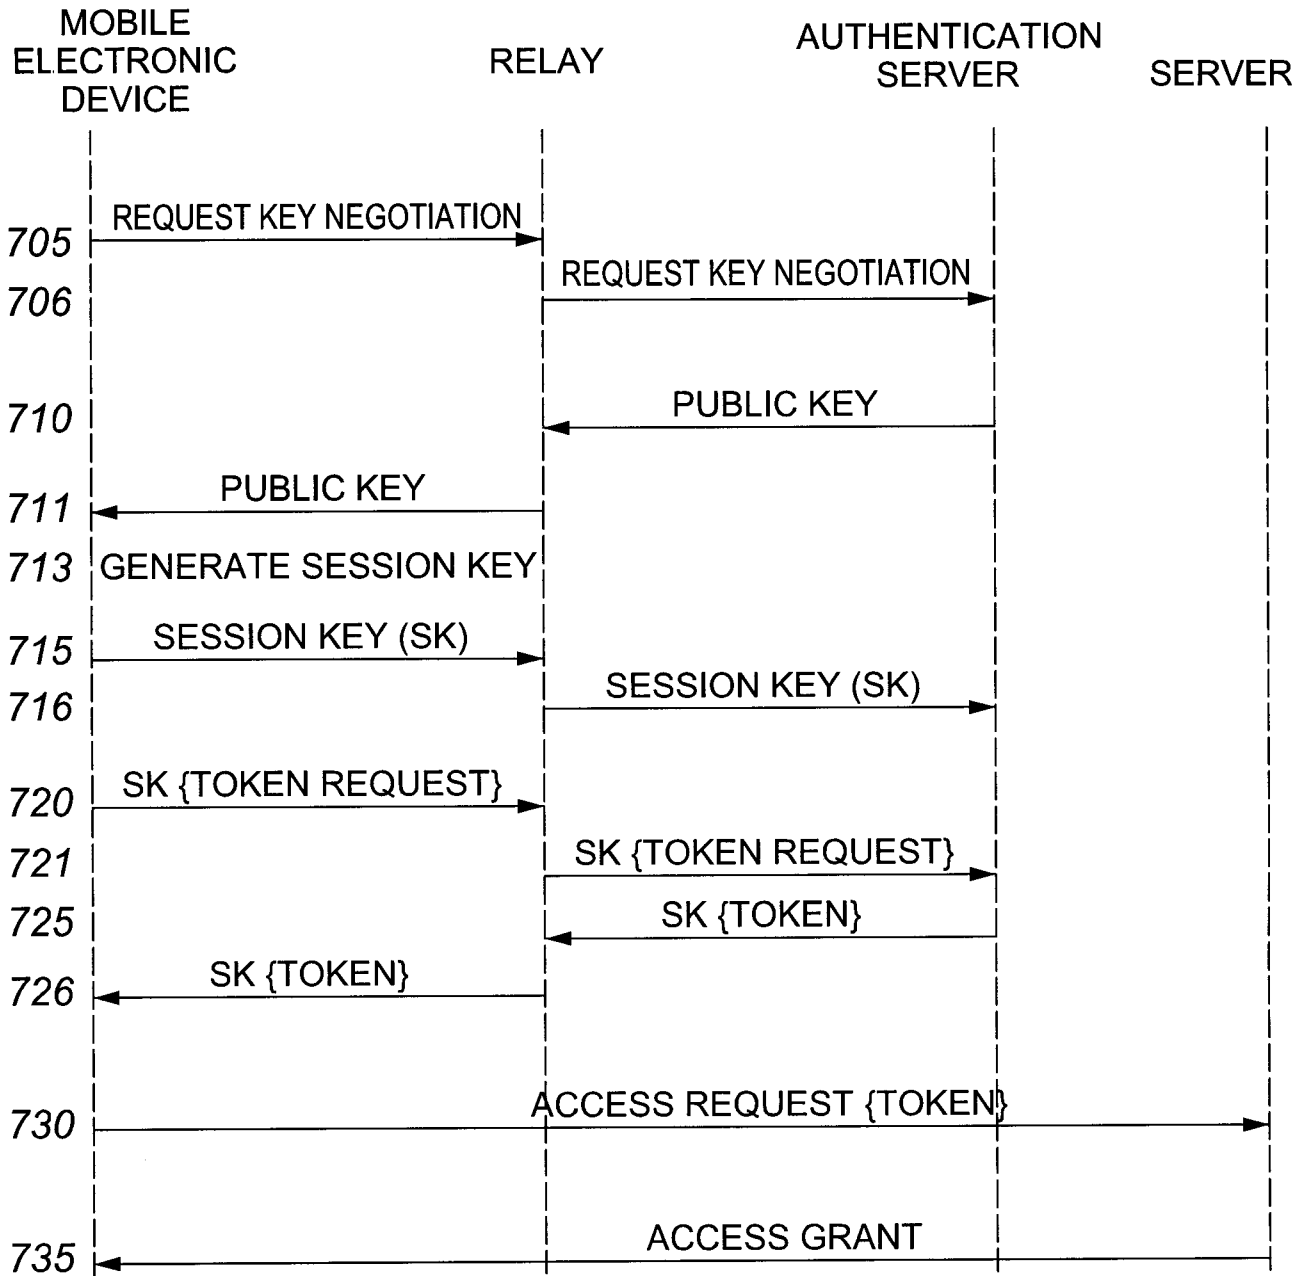 MOBILE
ELECTRONIC
DEVICE
RELAY
AUTHENTICATION
SERVER
SERVER
705 REQUEST KEY NEGOTIATION
706 REQUEST KEY NEGOTIATION
710 PUBLIC KEY
711 PUBLIC KEY
713 GENERATE SESSION KEY
715 SESSION KEY (SK)
716 SESSION KEY (SK)
720 SK {TOKEN REQUEST}
721 SK {TOKEN REQUEST}
725 SK {TOKEN}
726 SK {TOKEN}
730 ACCESS REQUEST {TOKEN}
735 ACCESS GRANT